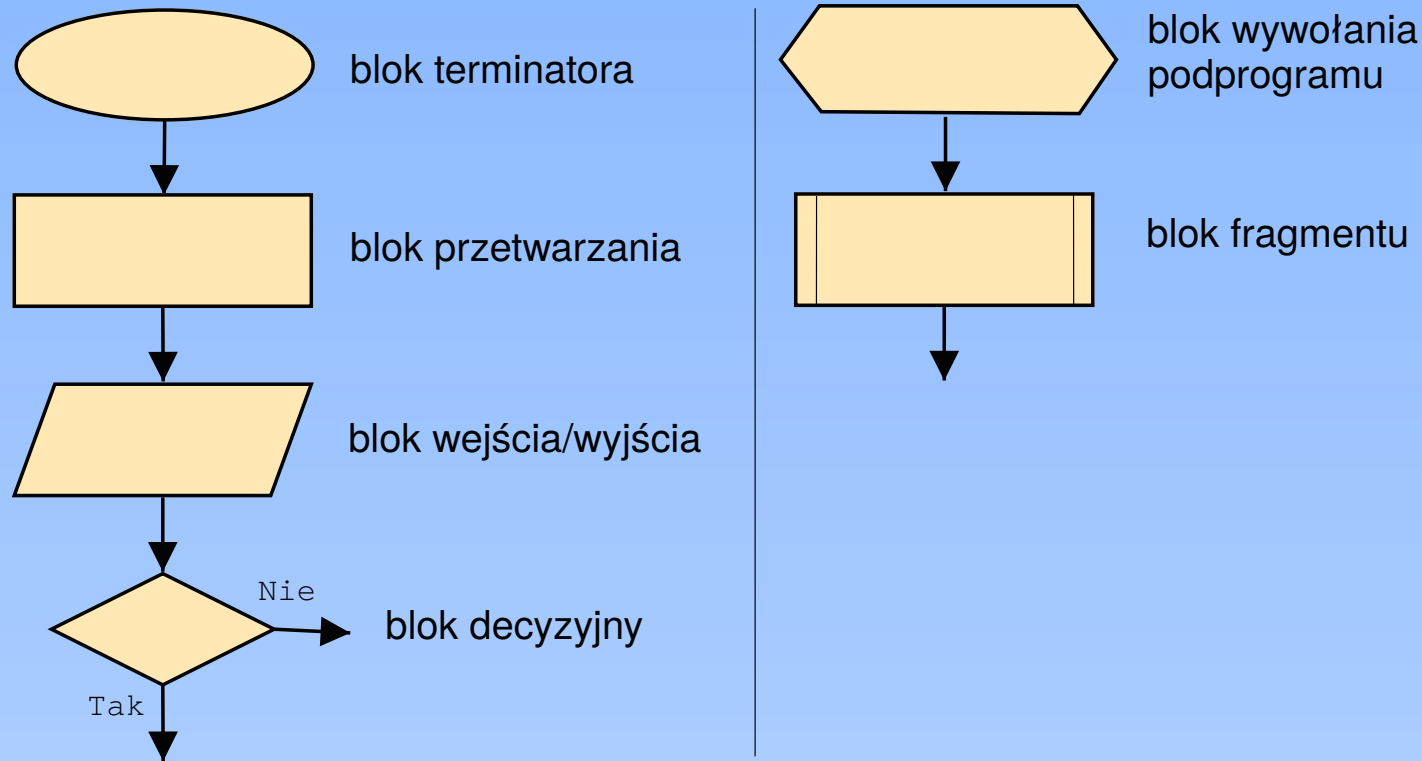 blok terminatora
blok przetwarzania
blok wejścia/wyjścia
Nie
blok decyzyjny
Tak
blok wywołania
podprogramu
blok fragmentu